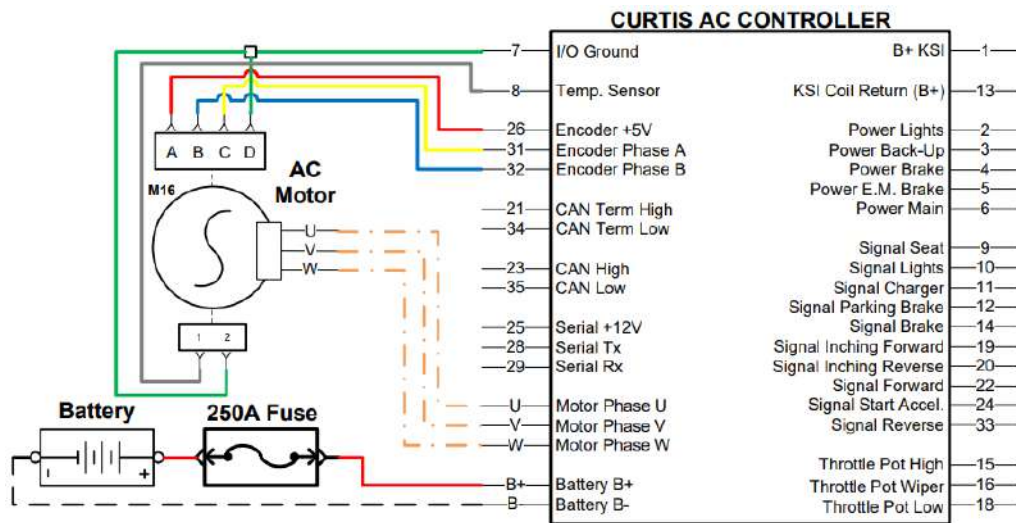 CURTIS AC CONTROLLER
7 I/O Ground
8 Temp. Sensor
26 Encoder +5V
31 Encoder Phase A
32 Encoder Phase B
21 CAN Term High
34 CAN Term Low
23 CAN High
35 CAN Low
25 Serial +12V
28 Serial Tx
29 Serial Rx
U Motor Phase U
V Motor Phase V
W Motor Phase W
B+ Battery B+
B- Battery B-
B+ KSI 1
KSI Coil Return (B+) 13
Power Lights 2
Power Back-Up 3
Power Brake 4
Power E.M. Brake 5
Power Main 6
Signal Seat 9
Signal Lights 10
Signal Charger 11
Signal Parking Brake 12
Signal Brake 14
Signal Inching Forward 19
Signal Inching Reverse 20
Signal Forward 22
Signal Start Accel. 24
Signal Reverse 33
Throttle Pot High 15
Throttle Pot Wiper 16
Throttle Pot Low 18
A B C D
M16
AC
Motor
U
V
W
1 2
Battery
- +
250A Fuse